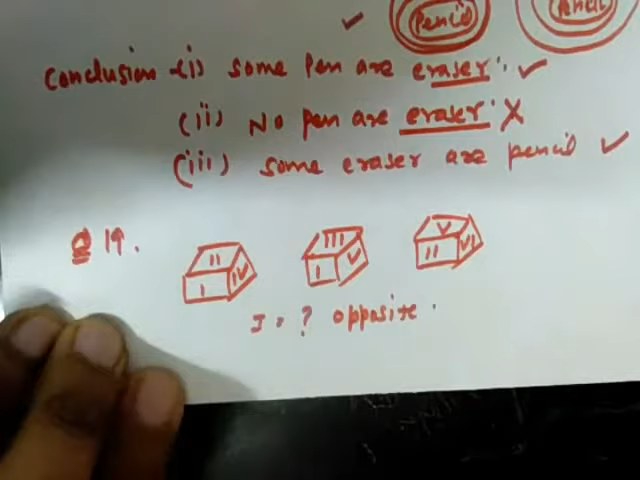 Pencil
Conclusion (i) some pen are eraser. ✓
(ii) No pen are eraser X
(iii) some eraser are pencil ✓
Q 19.
II I IV
III I V
V II VI
I = ? opposite.